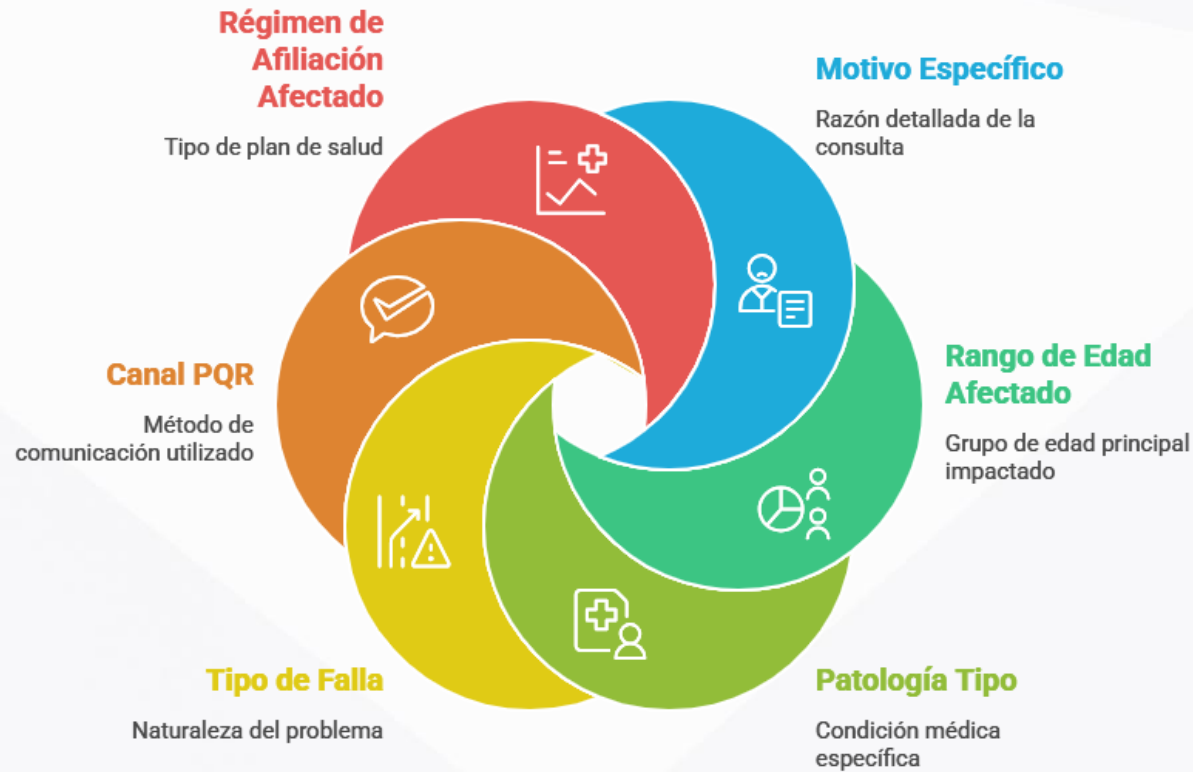 Régimen de
Afiliación
Afectado
Tipo de plan de salud
Motivo Específico
Razón detallada de la
consulta
Canal PQR
Método de
comunicación utilizado
Rango de Edad
Afectado
Grupo de edad principal
impactado
Tipo de Falla
Naturaleza del problema
Patología Tipo
Condición médica
específica